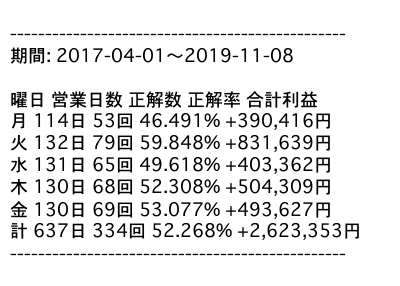 ------------------------------------------------
期間: 2017-04-01～2019-11-08
曜日 営業日数 正解数 正解率 合計利益
月 114日 53回 46.491% +390,416円
火 132日 79回 59.848% +831,639円
水 131日 65回 49.618% +403,362円
木 130日 68回 52.308% +504,309円
金 130日 69回 53.077% +493,627円
計 637日 334回 52.268% +2,623,353円
------------------------------------------------